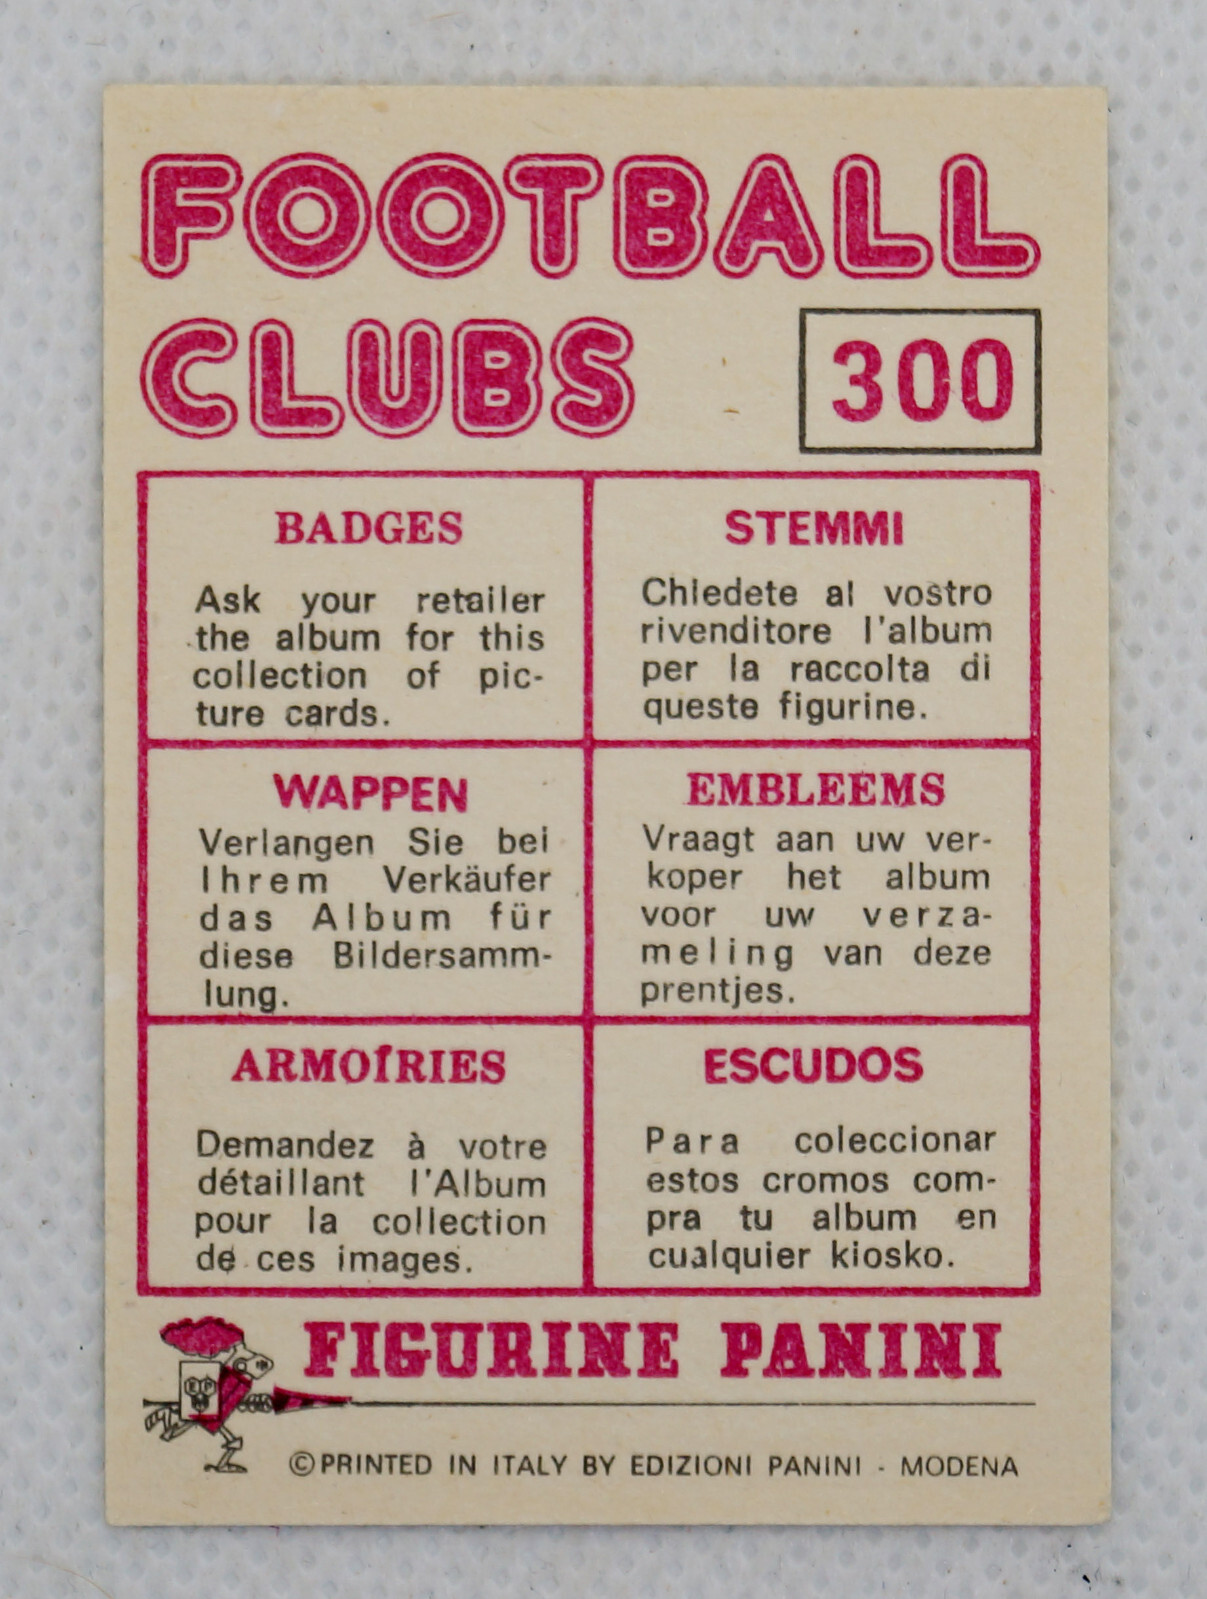 FOOTBALL
CLUBS
300
BADGES
Ask your retailer
the album for this
collection of pic-
ture cards.
STEMMI
Chiedete al vostro
rivenditore l'album
per la raccolta di
queste figurine.
WAPPEN
Verlangen Sie bei
Ihrem Verkäufer
das Album für
diese Bildersamm-
lung.
EMBLEEMS
Vraagt aan uw ver-
koper het album
voor uw verza-
meling van deze
prentjes.
ARMOIRIES
Demandez à votre
détaillant l'Album
pour la collection
de ces images.
ESCUDOS
Para coleccionar
estos cromos com-
pra tu album en
cualquier kiosko.
FIGURINE PANINI
EP
©PRINTED IN ITALY BY EDIZIONI PANINI - MODENA